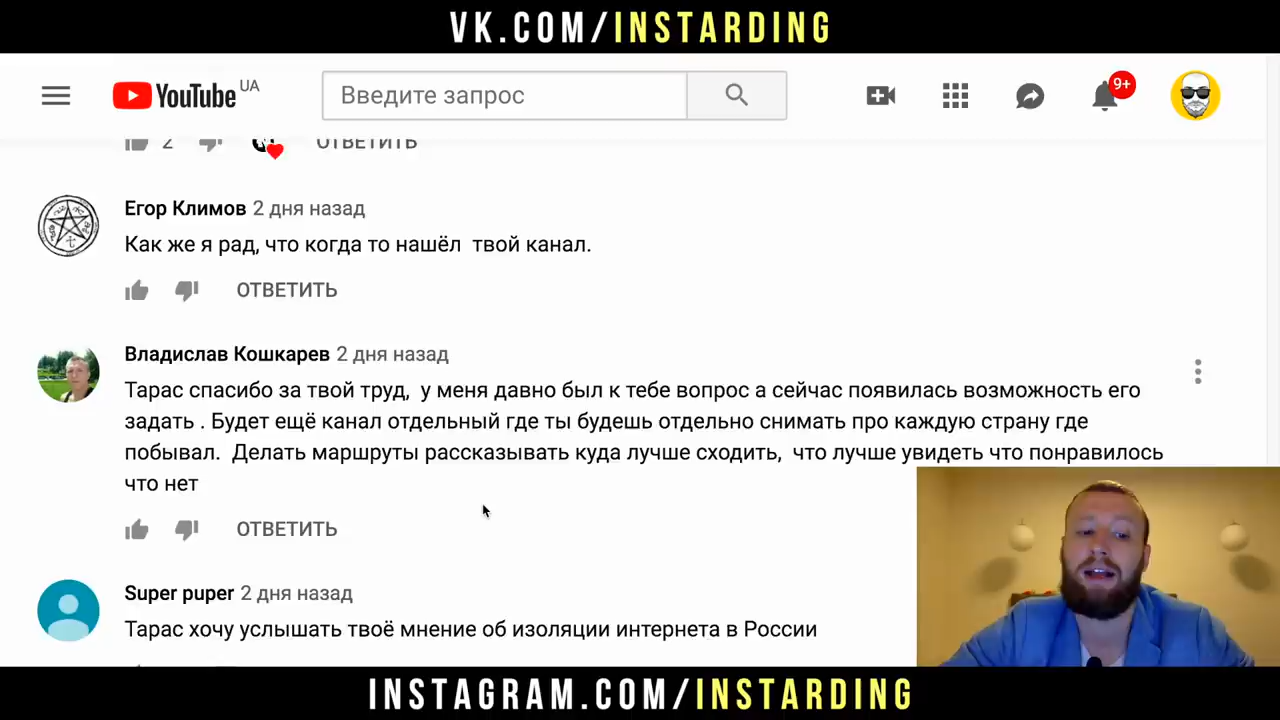 VK.COM/INSTARDING
YouTube UA
Введите запрос
9+
2 ОТВЕТИТЬ
Егор Климов 2 дня назад
Как же я рад, что когда то нашёл твой канал.
ОТВЕТИТЬ
Владислав Кошкарев 2 дня назад
Тарас спасибо за твой труд, у меня давно был к тебе вопрос а сейчас появилась возможность его
задать . Будет ещё канал отдельный где ты будешь отдельно снимать про каждую страну где
побывал. Делать маршруты рассказывать куда лучше сходить, что лучше увидеть что понравилось
что нет
ОТВЕТИТЬ
Super puper 2 дня назад
Тарас хочу услышать твоё мнение об изоляции интернета в России
INSTAGRAM.COM/INSTARDING